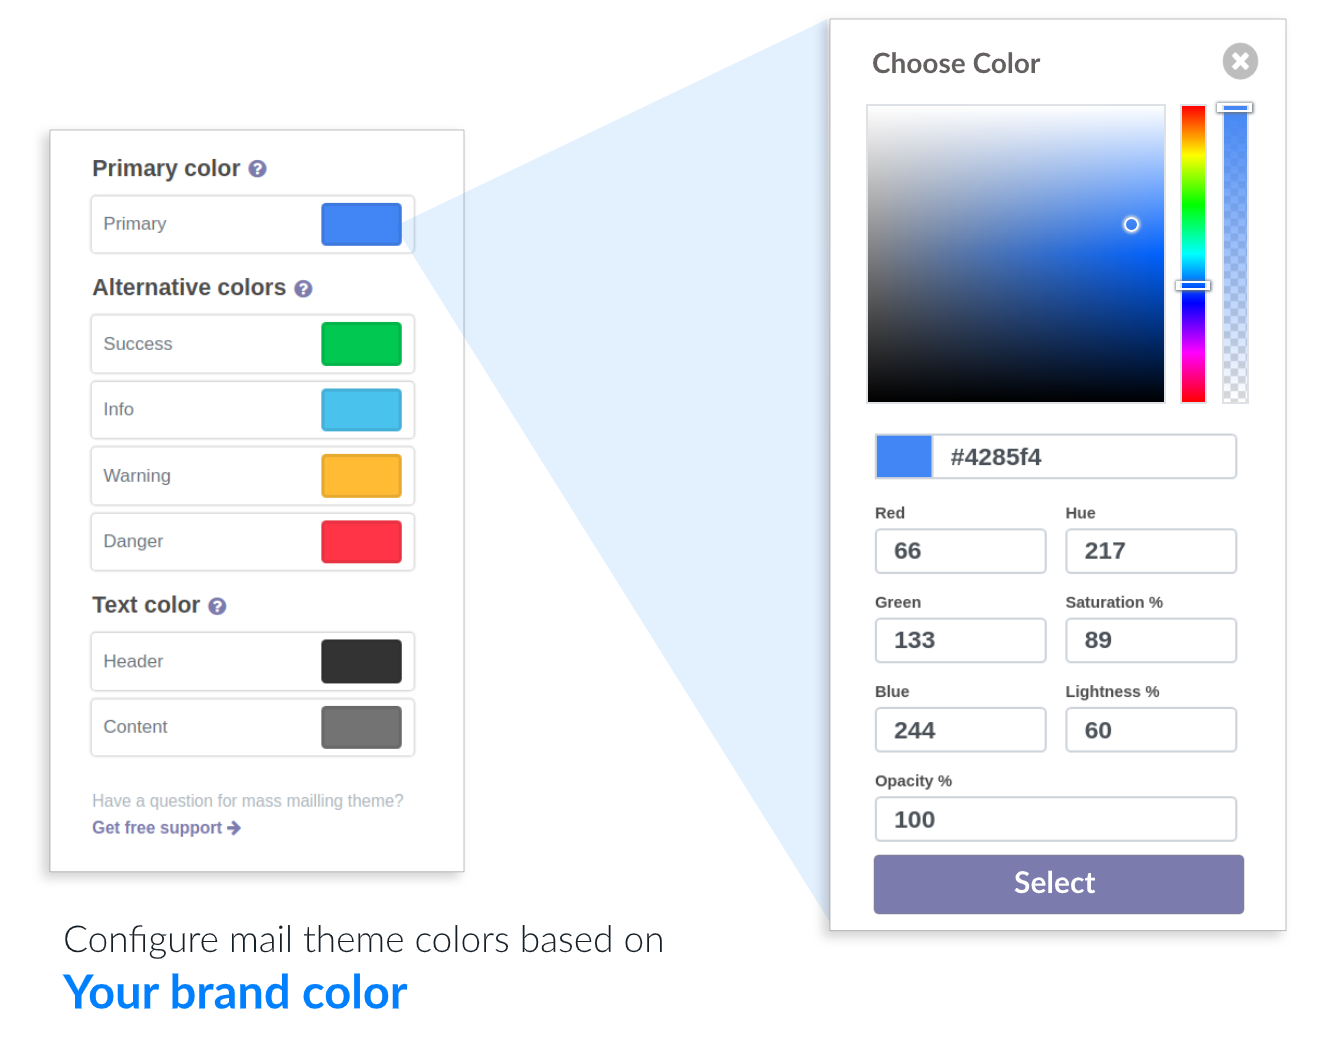 Primary color
Primary
Alternative colors
Success
Info
Warning
Danger
Text color
Header
Content
Have a question for mass mailling theme?
Get free support
Configure mail theme colors based on
Your brand color
Choose Color
#4285f4
Red
Hue
66
217
Green
Saturation %
133
89
Blue
Lightness %
244
60
Opacity %
100
Select